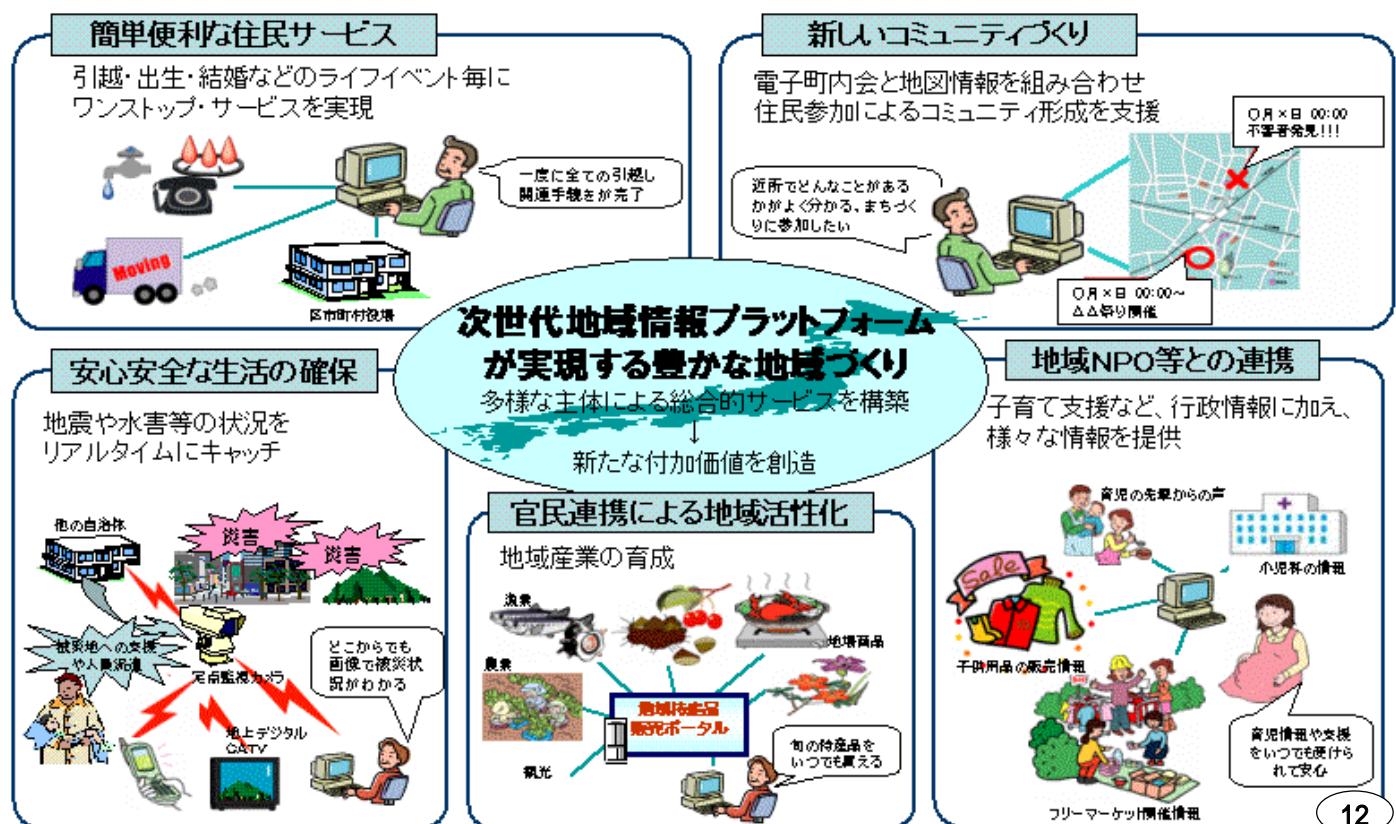 簡単便利な住民サービス
引越・出生・結婚などのライフイベント毎に
ワンストップ・サービスを実現
一度に全ての引越し
関連手続きが完了
Moving
区市町村役場
新しいコミュニティづくり
電子町内会と地図情報を組み合わせ
住民参加によるコミュニティ形成を支援
〇月×日 00:00
不審者発見!!!
近所でどんなことがある
かがよく分かる、まちづく
りに参加したい
〇月×日 00:00～
△△祭り開催
次世代地域情報プラットフォーム
が実現する豊かな地域づくり
多様な主体による総合的サービスを構築
↓
新たな付加価値を創造
安心安全な生活の確保
地震や水害等の状況を
リアルタイムにキャッチ
他の自治体
災害
災害
被災地への支援
や人員派遣
定点監視カメラ
どこからでも
画像で被災状
況がわかる
地上デジタル
CATV
官民連携による地域活性化
地域産業の育成
漁業
地場商品
農業
地域特産品
販売ポータル
観光
旬の特産品を
いつでも買える
地域NPO等との連携
子育て支援など、行政情報に加え、
様々な情報を提供
育児の先輩からの声
小児科の情報
Sale
子供用品の販売情報
育児情報や支援
をいつでも受けら
れて安心
フリーマーケット開催情報
12